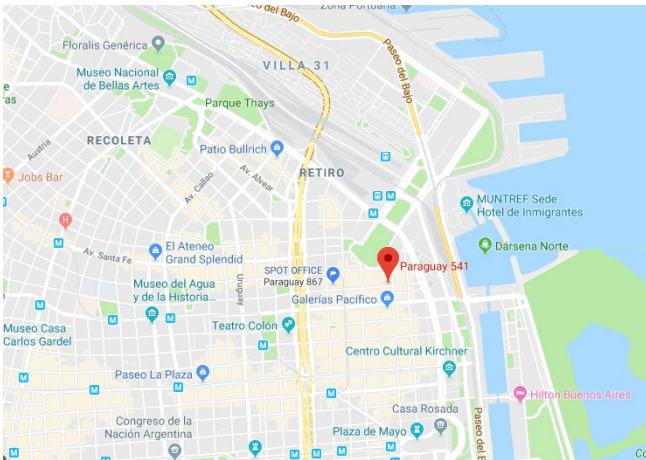 Zona Portuaria
del Bajo
Floralis Genérica
VILLA 31
Paseo del Bajo
Museo Nacional
de Bellas Artes
Parque Thays
RECOLETA
Austria
Patio Bullrich
Av. Callao
Av. Alvear
RETIRO
Jobs Bar
MUNTREF Sede
Hotel de Inmigrantes
Av. Santa Fe
El Ateneo
Grand Splendid
Dársena Norte
Paraguay 541
SPOT OFFICE
Paraguay 867
Uruguay
Museo del Agua
y de la Historia...
Galerías Pacífico
Museo Casa
Carlos Gardel
Teatro Colón
Centro Cultural Kirchner
Paseo La Plaza
Hilton Buenos Aires
Casa Rosada
Congreso de la
Nación Argentina
Plaza de Mayo
Paseo del B